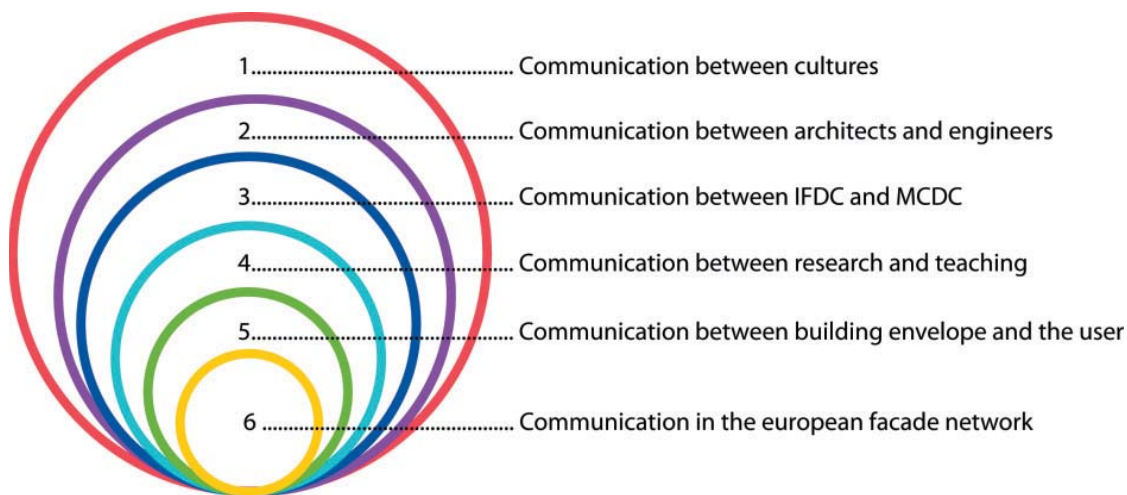 1.................................................. Communication between cultures
2.................................................. Communication between architects and engineers
3.................................................. Communication between IFDC and MCDC
4.................................................. Communication between research and teaching
5.................................................. Communication between building envelope and the user
6 ................................................ Communication in the european facade network